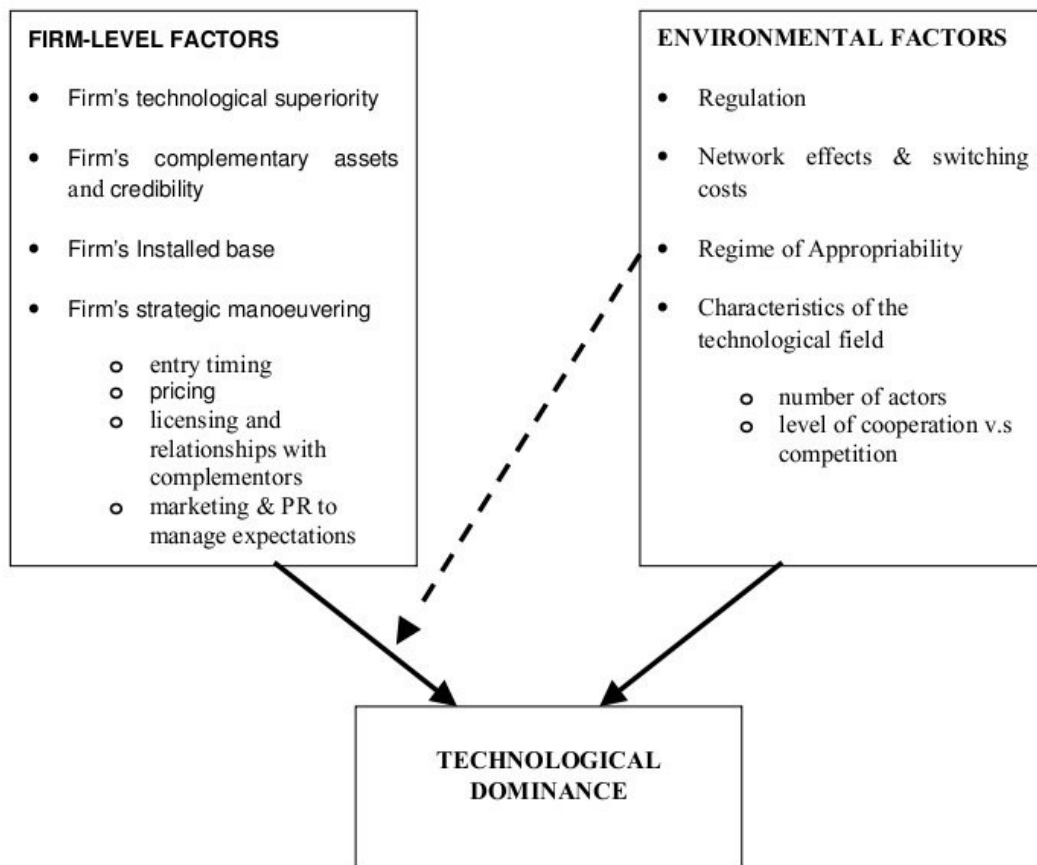 FIRM-LEVEL FACTORS
• Firm's technological superiority
• Firm's complementary assets
and credibility
• Firm's Installed base
• Firm's strategic manoeuvering
o entry timing
o pricing
o licensing and
relationships with
complementors
o marketing & PR to
manage expectations
ENVIRONMENTAL FACTORS
• Regulation
• Network effects & switching
costs
• Regime of Appropriability
• Characteristics of the
technological field
o number of actors
o level of cooperation v.s
competition
TECHNOLOGICAL
DOMINANCE